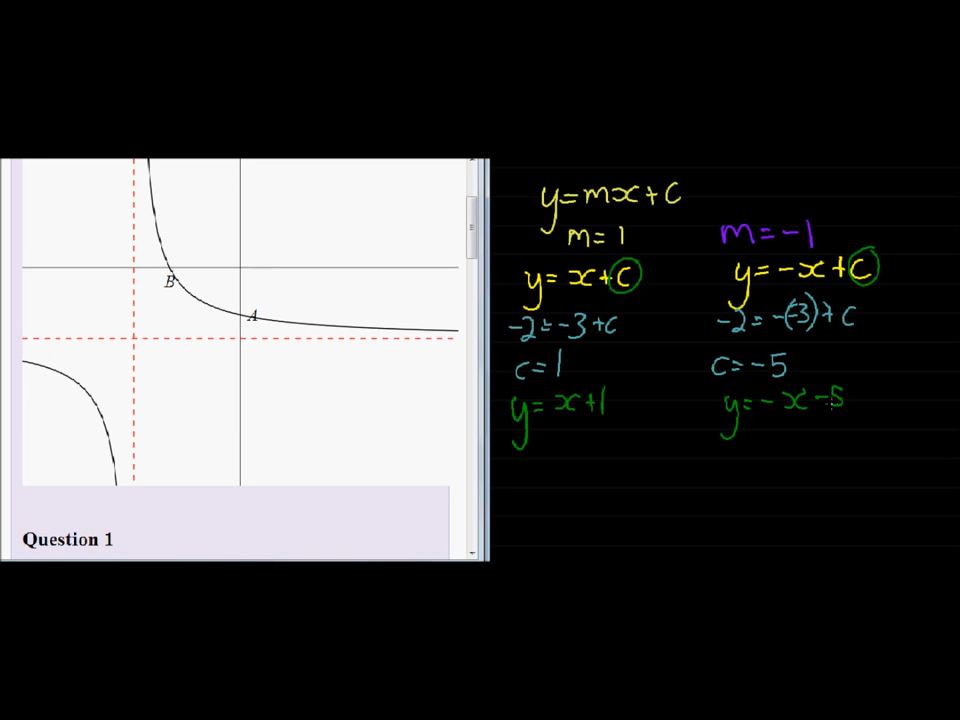 B
A
Question 1
y=mx+c
m=1
y=x+c
-2=-3+c
c=1
y=x+1
m=-1
y=-x+c
-2=-(-3)+c
c=-5
y=-x-5